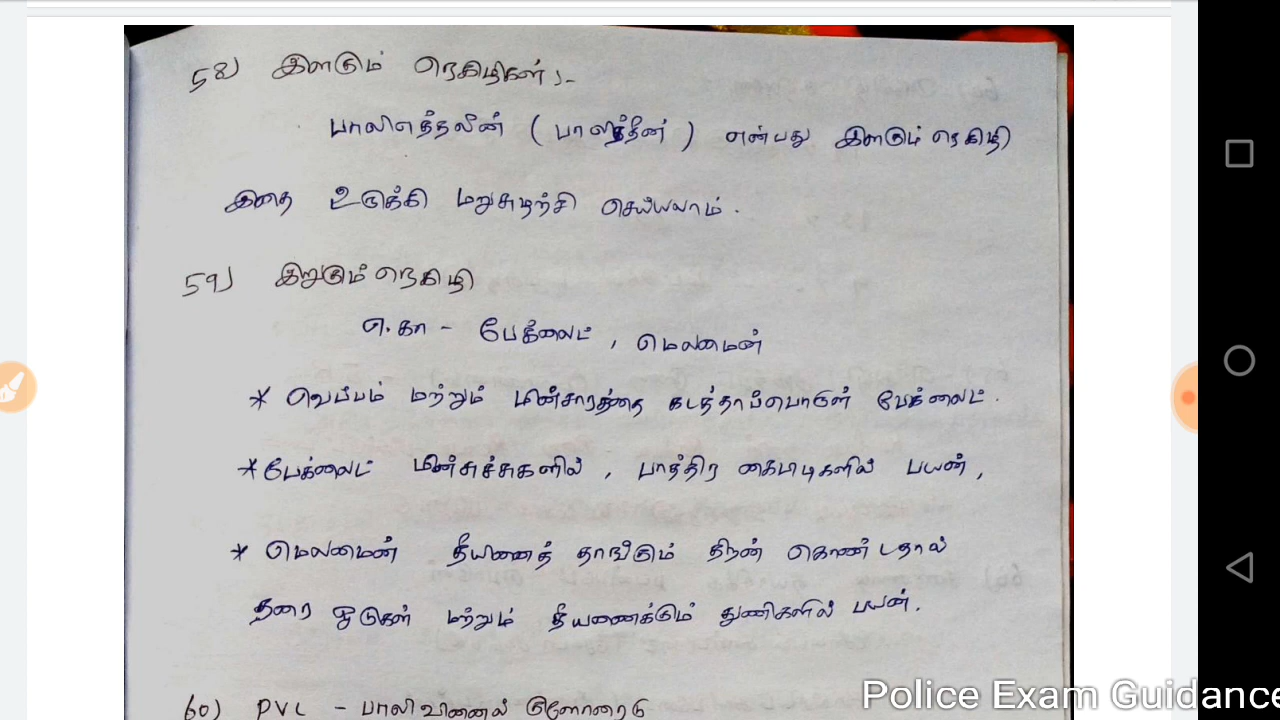 58) இளகும் நெகிழிகள் :-
பாலிஎத்தலீன் (பாலித்தீன்) என்பது இளகும் நெகிழி
இதை உருக்கி மறுசுழற்சி செய்யலாம்.
59) இறுகும் நெகிழி
எ.கா - பேக்லைட், மெலமைன்
* வெப்பம் மற்றும் மின்சாரத்தை கடத்தாப்பொருள் பேக்லைட்.
* பேக்லைட் மின்சுச்சுகளில், பாத்திர கைபிடிகளில் பயன்,
* மெலமைன் தீயினைத் தாங்கும் திறன் கொண்டதால்
தரை ஓடுகள் மற்றும் தீயணைக்கும் துணிகளில் பயன்.
60) PVC - பாலிவினைல் குளோரைடு
Police Exam Guidance